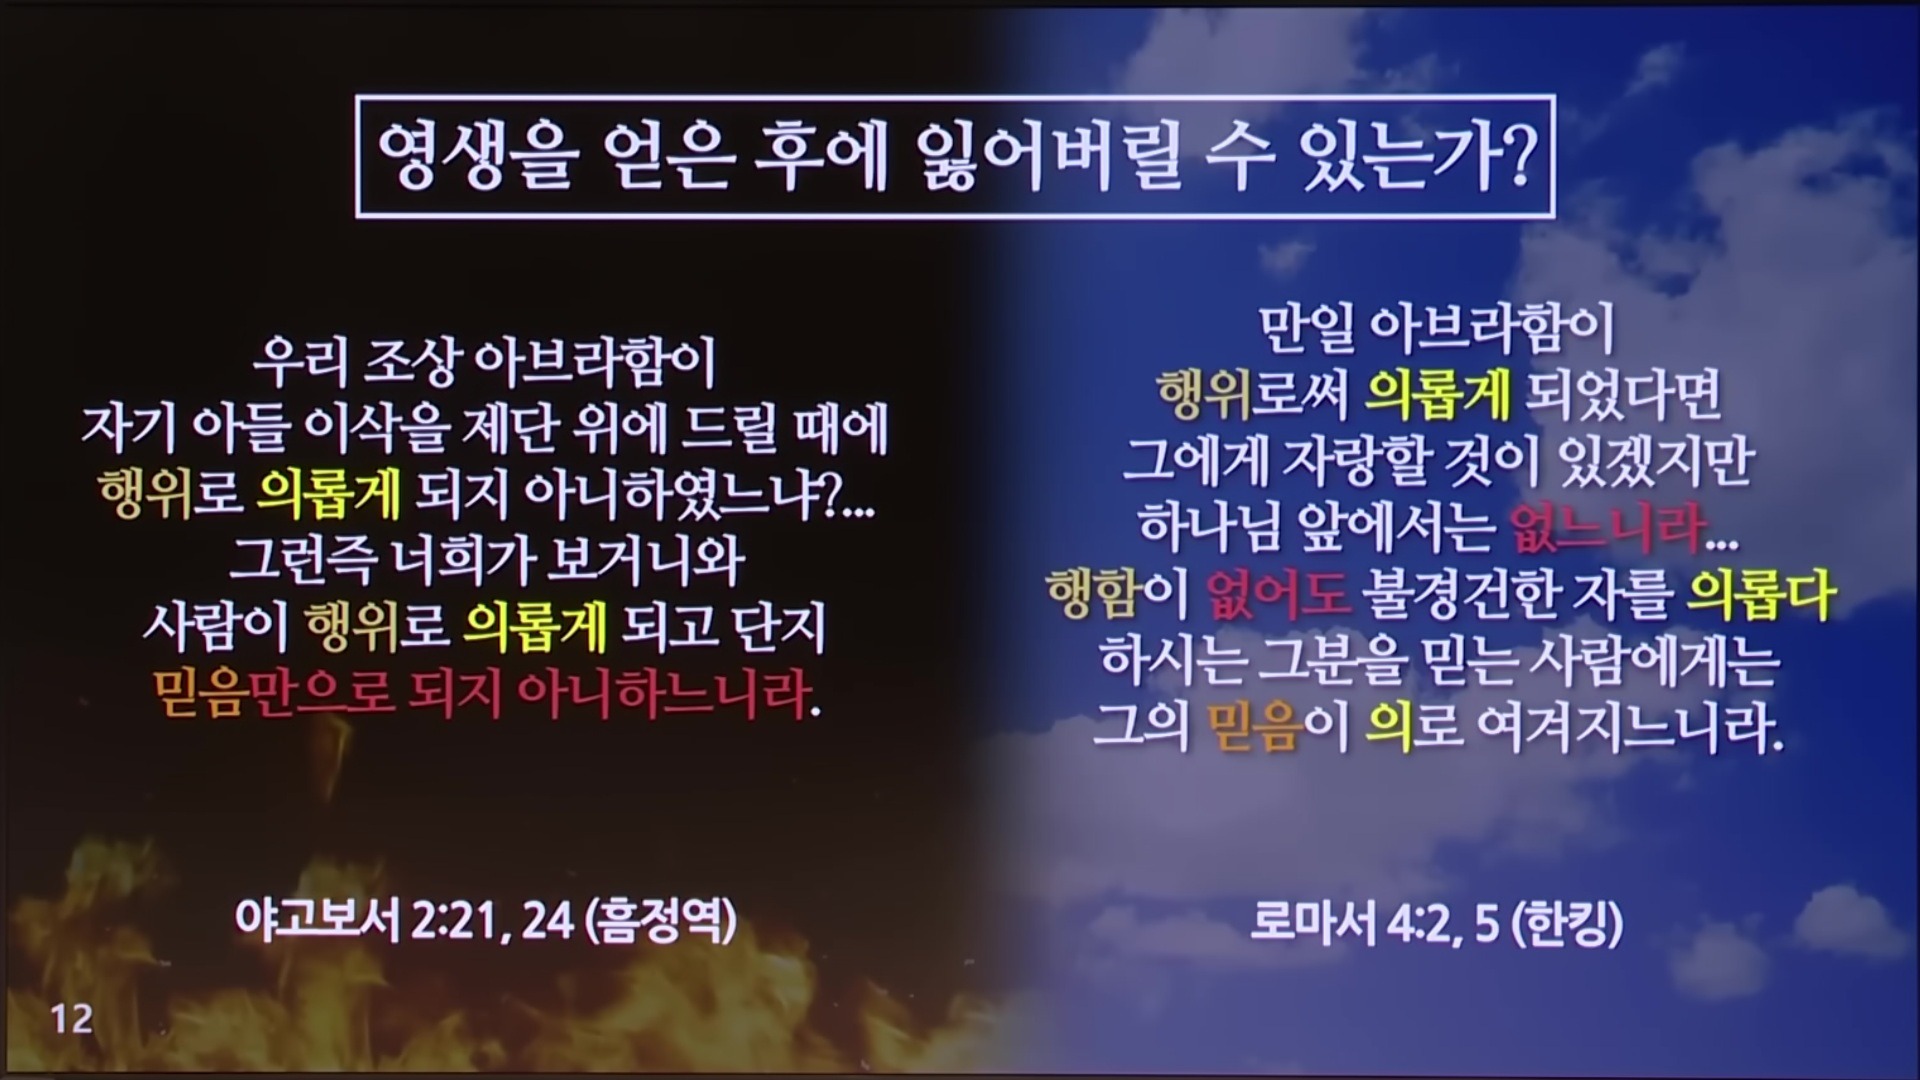 영생을 얻은 후에 잃어버릴 수 있는가?
우리 조상 아브라함이
자기 아들 이삭을 제단 위에 드릴 때에
행위로 의롭게 되지 아니하였느냐?...
그런즉 너희가 보거니와
사람이 행위로 의롭게 되고 단지
믿음만으로 되지 아니하느니라.
야고보서 2:21, 24 (흠정역)
만일 아브라함이
행위로써 의롭게 되었다면
그에게 자랑할 것이 있겠지만
하나님 앞에서는 없느니라...
행함이 없어도 불경건한 자를 의롭다
하시는 그분을 믿는 사람에게는
그의 믿음이 의로 여겨지느니라.
로마서 4:2, 5 (한킹)
12